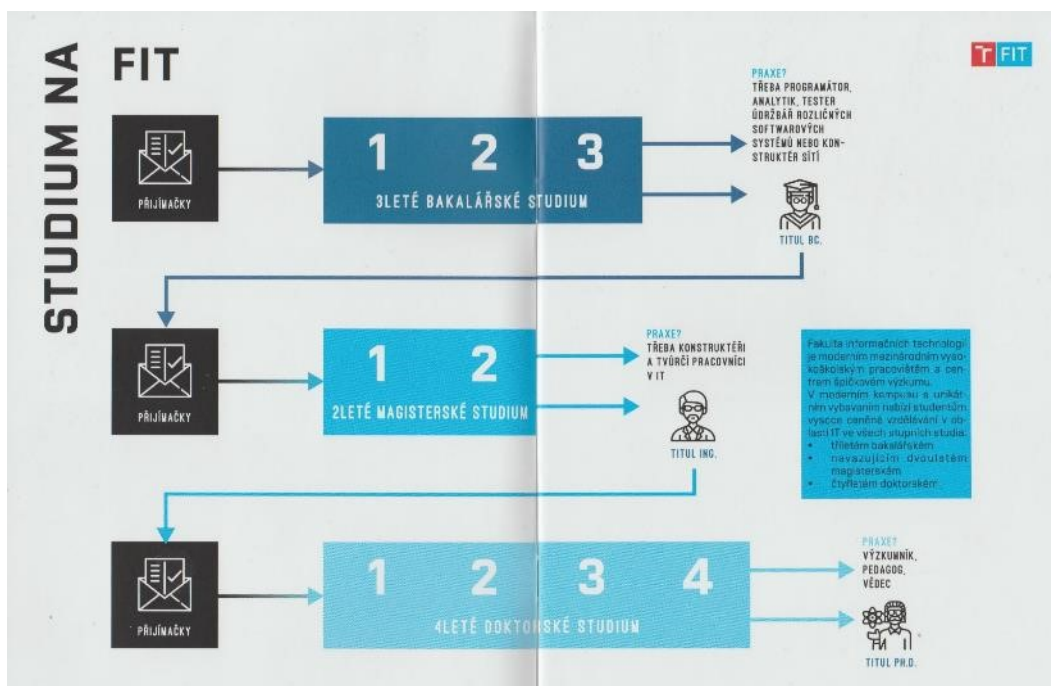 STUDIUM NA
FIT
T FIT
PŘIJÍMAČKY
1 2 3
3LETÉ BAKALÁŘSKÉ STUDIUM
PRAXE?
TŘEBA PROGRAMÁTOR,
ANALYTIK, TESTER
ÚDRŽBÁŘ ROZLIČNÝCH
SOFTWAROVÝCH
SYSTÉMŮ NEBO KON-
STRUKTÉR SÍTÍ
TITUL BC.
PŘIJÍMAČKY
1 2
2LETÉ MAGISTERSKÉ STUDIUM
PRAXE?
TŘEBA KONSTRUKTÉŘI
A TVŮRČÍ PRACOVNÍCI
V IT
TITUL ING.
Fakulta informačních technologií
je moderním mezinárodním vyso-
koškolským pracovištěm a cen-
trem špičkovém výzkumu.
V moderním kampusu s unikát-
ním vybavaním nabízí studentům
vysoce ceněné vzdělávání v ob-
lasti IT ve všech stupních studia:
• tříletém bakalářském
• navazujícím dvouletém
magisterském
• čtyřletém doktorském.
PŘIJÍMAČKY
1 2 3 4
4LETÉ DOKTORSKÉ STUDIUM
PRAXE?
VÝZKUMNÍK,
PEDAGOG,
VĚDEC
TITUL PH.D.